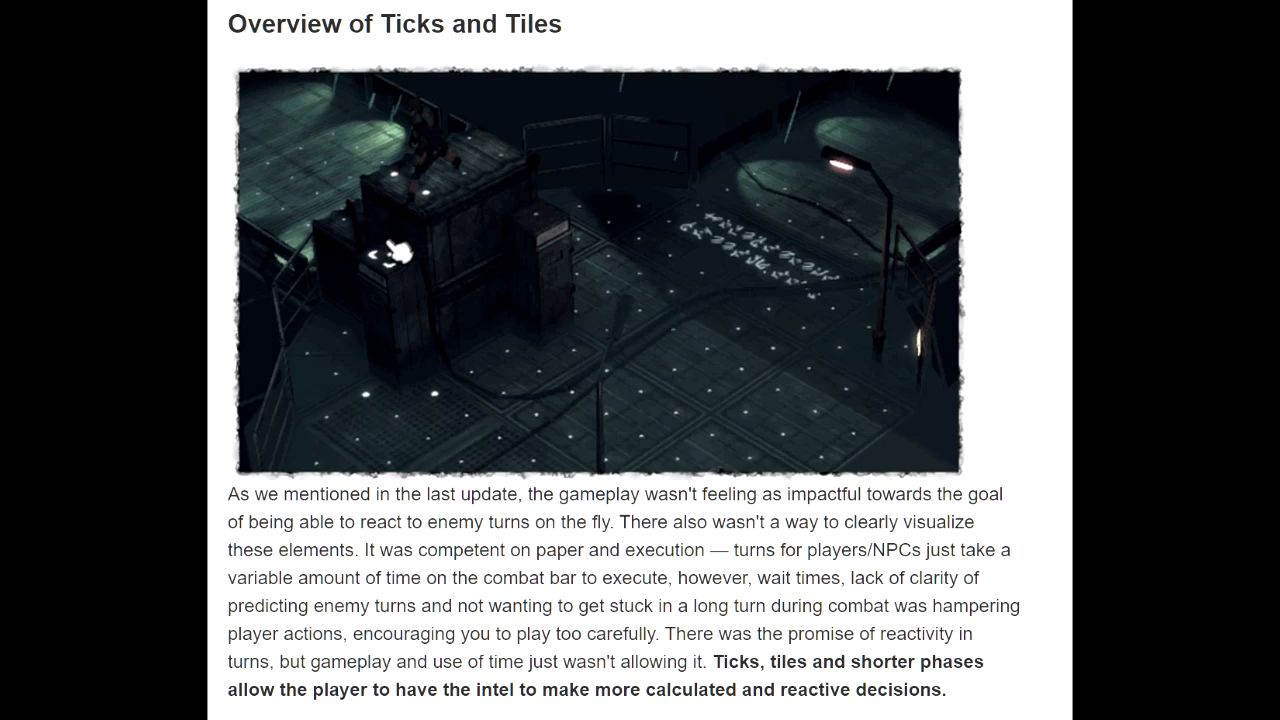 Overview of Ticks and Tiles
As we mentioned in the last update, the gameplay wasn't feeling as impactful towards the goal
of being able to react to enemy turns on the fly. There also wasn't a way to clearly visualize
these elements. It was competent on paper and execution — turns for players/NPCs just take a
variable amount of time on the combat bar to execute, however, wait times, lack of clarity of
predicting enemy turns and not wanting to get stuck in a long turn during combat was hampering
player actions, encouraging you to play too carefully. There was the promise of reactivity in
turns, but gameplay and use of time just wasn't allowing it. Ticks, tiles and shorter phases
allow the player to have the intel to make more calculated and reactive decisions.